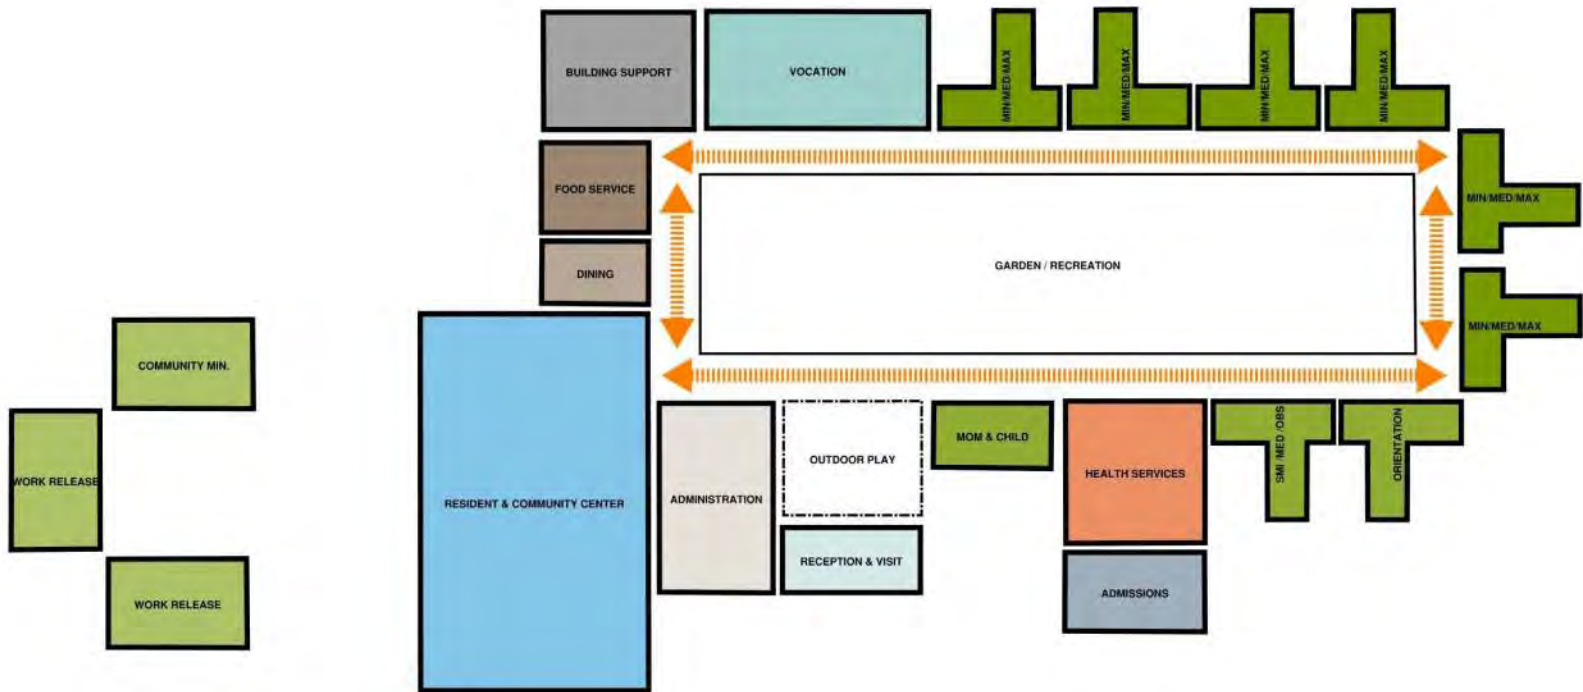 BUILDING SUPPORT
VOCATION
MIN/MED/MAX
MIN/MED/MAX
MIN/MED/MAX
MIN/MED/MAX
FOOD SERVICE
MIN/MED/MAX
DINING
GARDEN / RECREATION
MIN/MED/MAX
COMMUNITY MIN.
WORK RELEASE
WORK RELEASE
RESIDENT & COMMUNITY CENTER
ADMINISTRATION
OUTDOOR PLAY
RECEPTION & VISIT
MOM & CHILD
HEALTH SERVICES
ADMISSIONS
SMI /MED /OBS
ORIENTATION